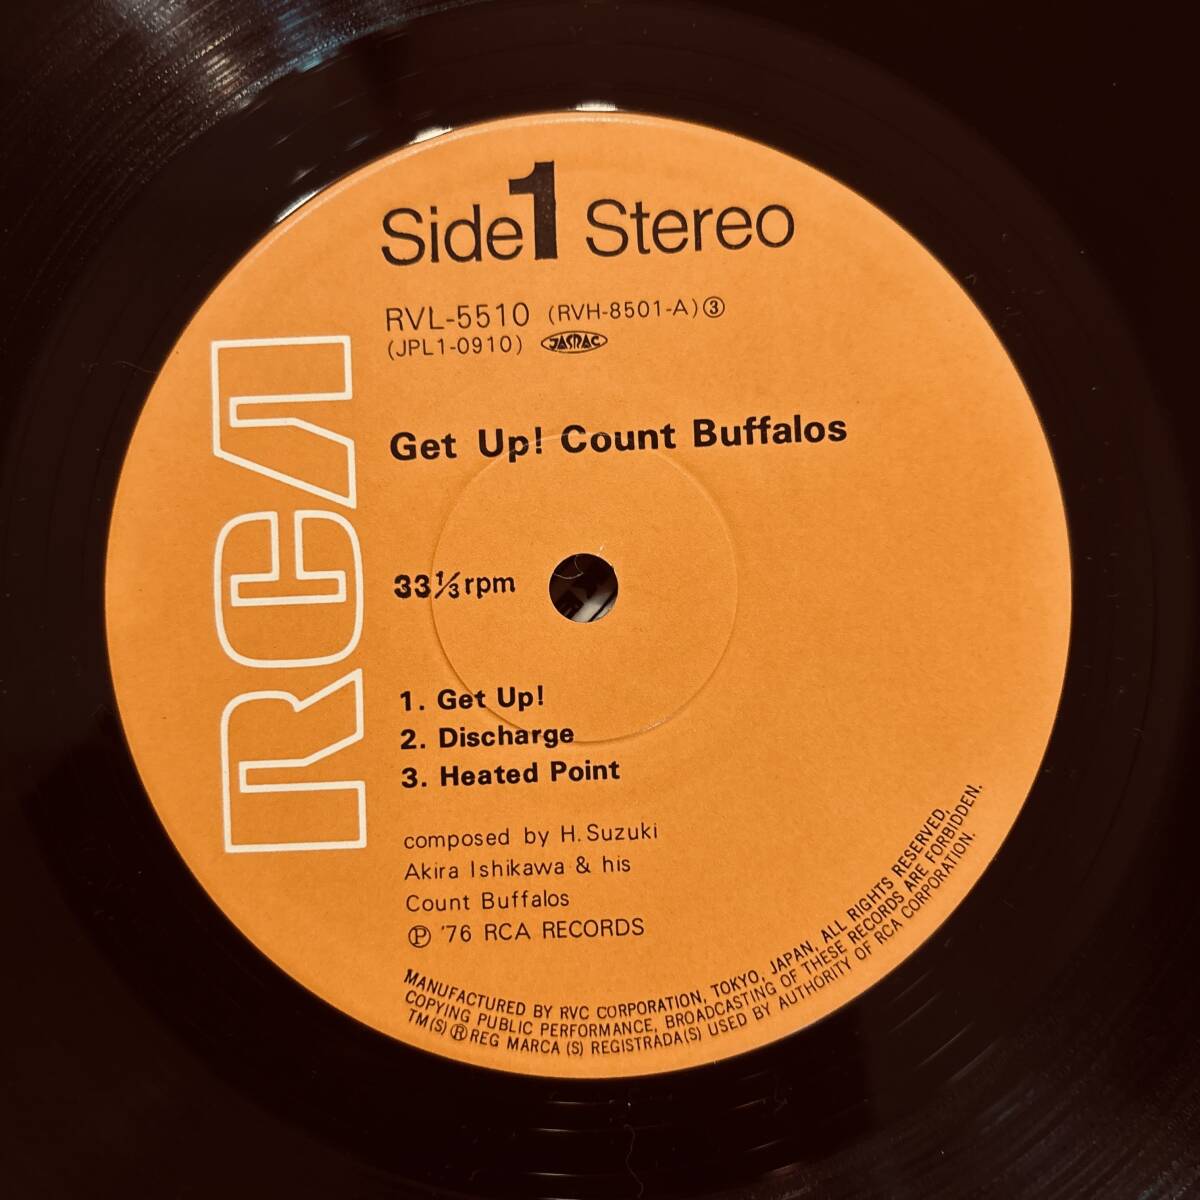 Side 1 Stereo
RVL-5510 (RVH-8501-A)③
(JPL1-0910) JASRAC
Get Up! Count Buffalos
RCA
33⅓rpm
1. Get Up!
2. Discharge
3. Heated Point
composed by H. Suzuki
Akira Ishikawa & his
Count Buffalos
Ⓟ '76 RCA RECORDS
MANUFACTURED BY RVC CORPORATION, TOKYO, JAPAN, ALL RIGHTS RESERVED,
COPYING PUBLIC PERFORMANCE, BROADCASTING OF THESE RECORDS ARE FORBIDDEN.
TM(S)® REG MARCA (S) REGISTRADA(S) USED BY AUTHORITY OF RCA CORPORATION.